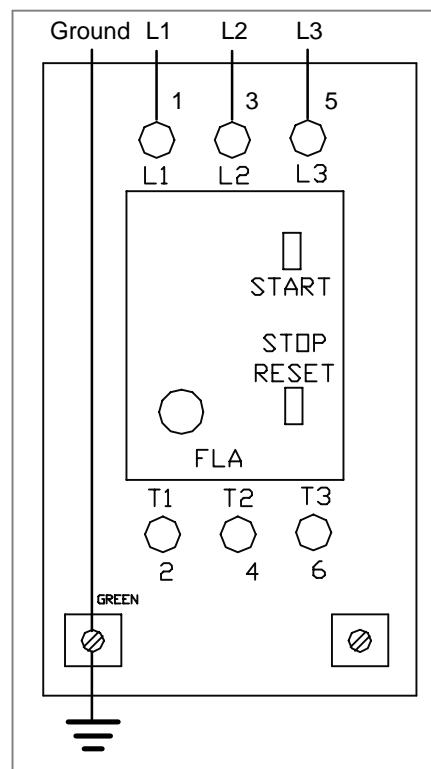 Ground L1 L2 L3
1 3 5
L1 L2 L3
START
STOP
RESET
FLA
T1 T2 T3
2 4 6
GREEN